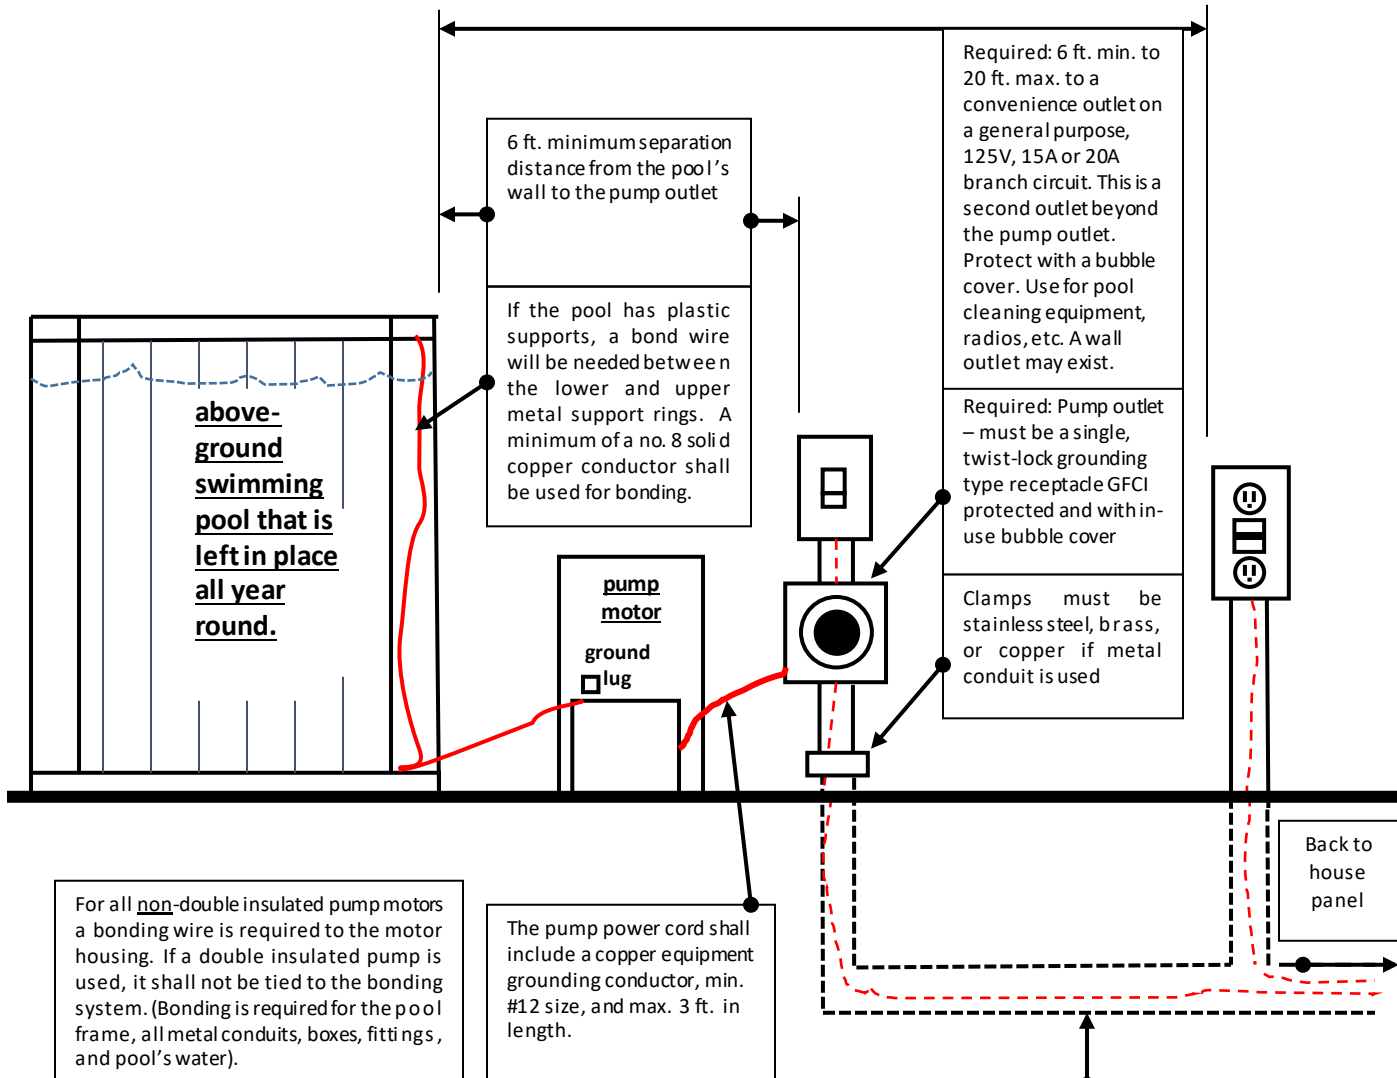 Required: 6 ft. min. to
20 ft. max. to a
convenience outlet on
a general purpose,
125V, 15A or 20A
branch circuit. This is a
second outlet beyond
the pump outlet.
Protect with a bubble
cover. Use for pool
cleaning equipment,
radios, etc. A wall
outlet may exist.
6 ft. minimum separation
distance from the pool's
wall to the pump outlet
If the pool has plastic
supports, a bond wire
will be needed between
the lower and upper
metal support rings. A
minimum of a no. 8 solid
copper conductor shall
be used for bonding.
Required: Pump outlet
– must be a single,
twist-lock grounding
type receptacle GFCI
protected and with in-
use bubble cover
Clamps must be
stainless steel, brass,
or copper if metal
conduit is used
above-
ground
swimming
pool that is
left in place
all year
round.
pump
motor
ground
lug
Back to
house
panel
For all non-double insulated pump motors
a bonding wire is required to the motor
housing. If a double insulated pump is
used, it shall not be tied to the bonding
system. (Bonding is required for the pool
frame, all metal conduits, boxes, fittings,
and pool's water).
The pump power cord shall
include a copper equipment
grounding conductor, min.
#12 size, and max. 3 ft. in
length.